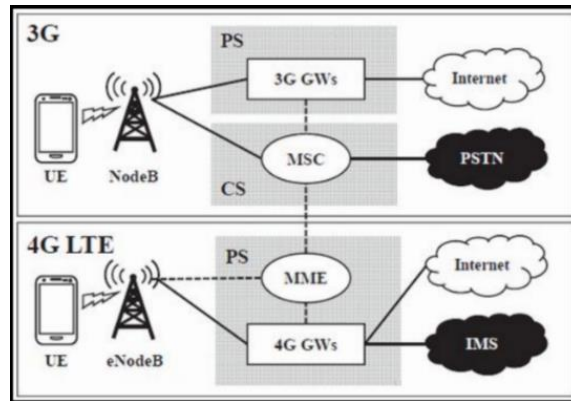 3G
PS
3G GWs
Internet
MSC
PSTN
UE
NodeB
CS
4G LTE
PS
MME
Internet
4G GWs
IMS
UE
eNodeB